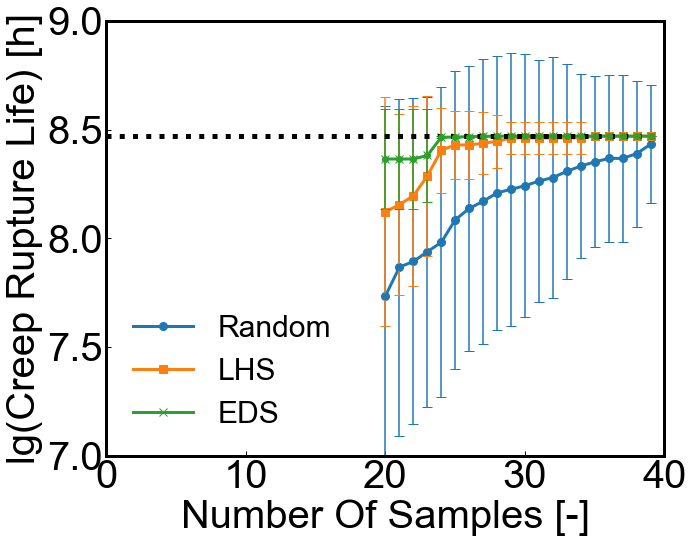 lg(Creep Rupture Life) [h]
9.0
8.5
8.0
7.5
7.0
Random
LHS
EDS
0 10 20 30 40
Number Of Samples [-]